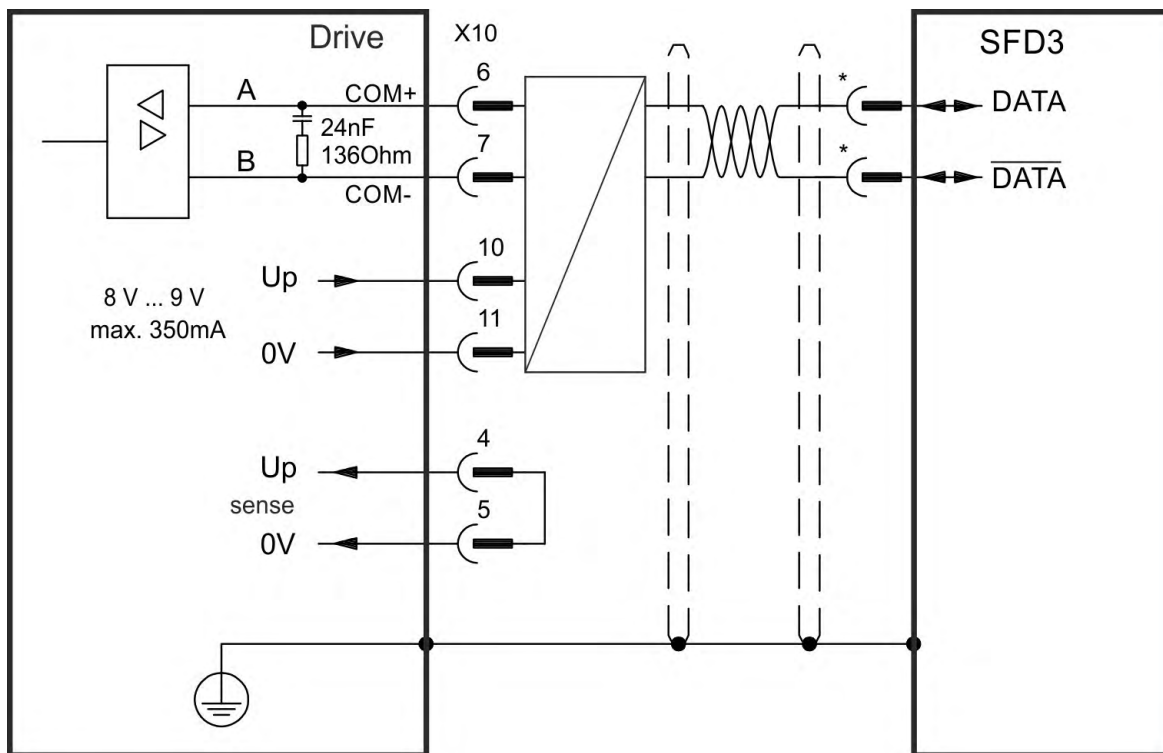 Drive
X10
SFD3
6
A
COM+
*
DATA
24nF
136Ohm
7
B
COM-
*
DATA
10
Up
8 V ... 9 V
max. 350mA
11
0V
4
Up
sense
5
0V